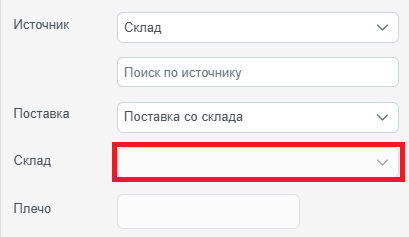 Источник Склад
Поиск по источнику
Поставка Поставка со склада
Склад
Плечо